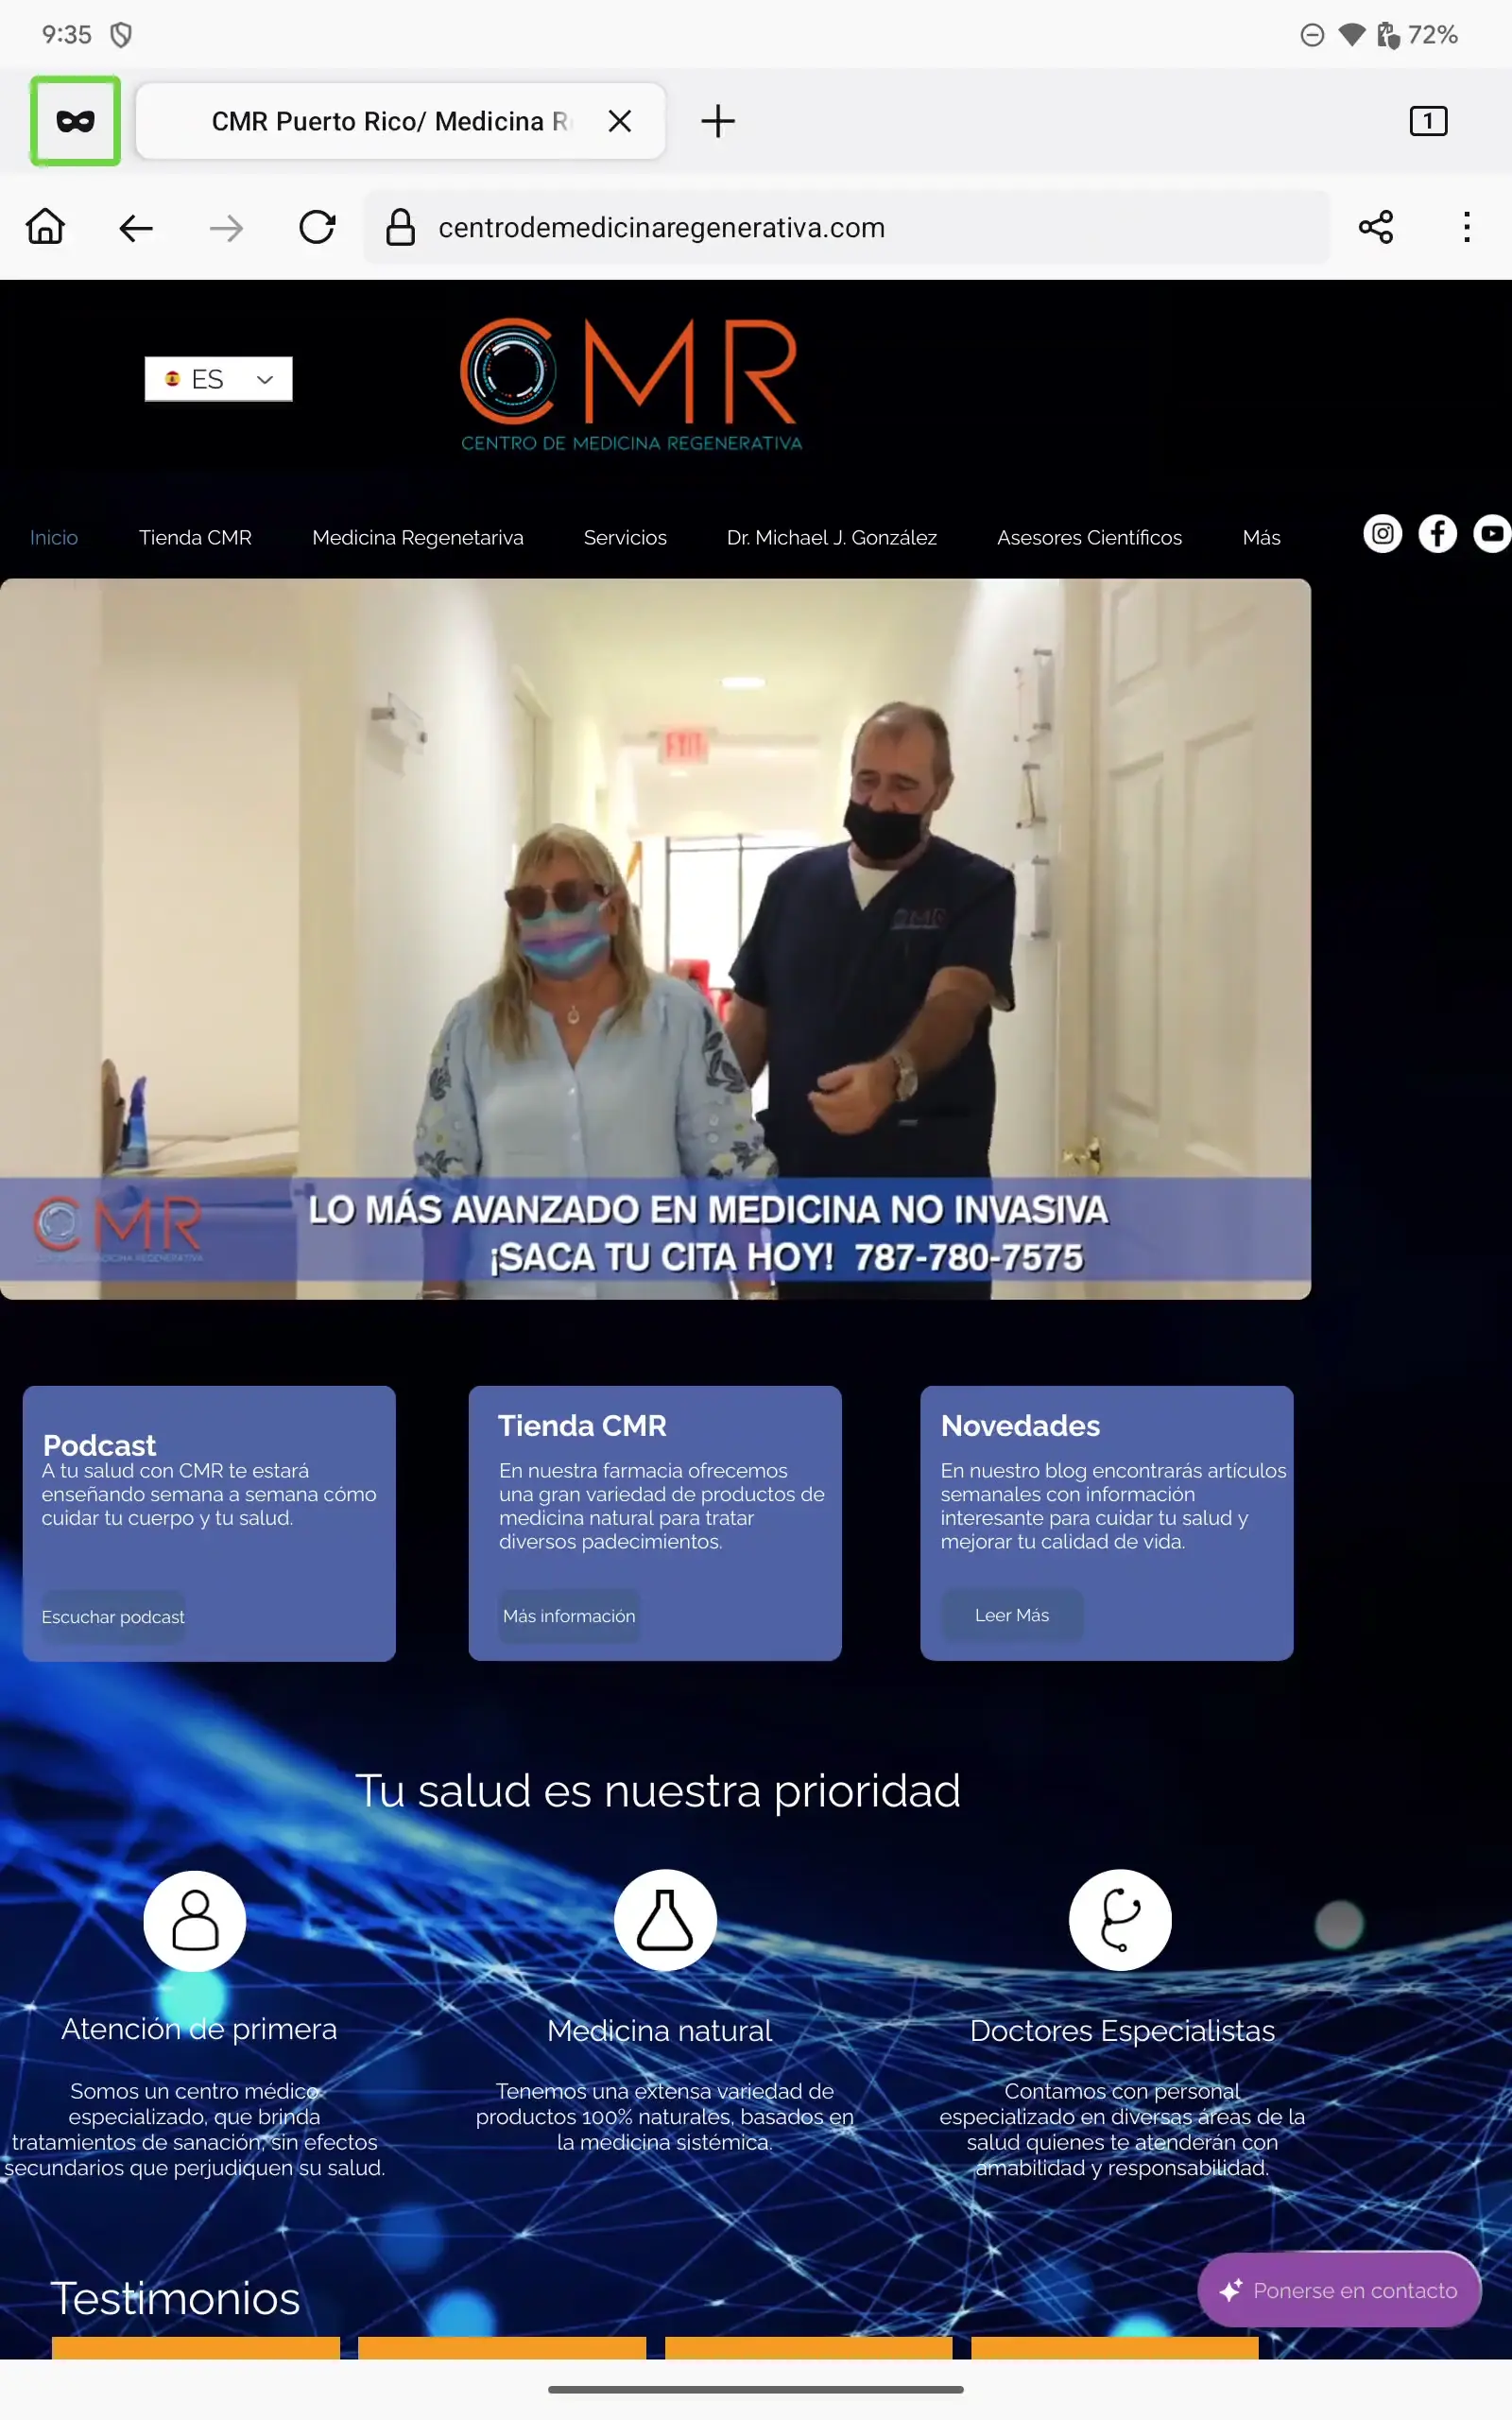 9:35
72%
CMR Puerto Rico/ Medicina R
1
centrodemedicinaregenerativa.com
ES
CMR
CENTRO DE MEDICINA REGENERATIVA
Inicio Tienda CMR Medicina Regenetariva Servicios Dr. Michael J. González Asesores Científicos Más
EXIT
CMR
CMR
LO MÁS AVANZADO EN MEDICINA NO INVASIVA
¡SACA TU CITA HOY! 787-780-7575
Podcast
A tu salud con CMR te estará
enseñando semana a semana cómo
cuidar tu cuerpo y tu salud.
Escuchar podcast
Tienda CMR
En nuestra farmacia ofrecemos
una gran variedad de productos de
medicina natural para tratar
diversos padecimientos.
Más información
Novedades
En nuestro blog encontrarás artículos
semanales con información
interesante para cuidar tu salud y
mejorar tu calidad de vida.
Leer Más
Tu salud es nuestra prioridad
Atención de primera
Somos un centro médico
especializado, que brinda
tratamientos de sanación, sin efectos
secundarios que perjudiquen su salud.
Medicina natural
Tenemos una extensa variedad de
productos 100% naturales, basados en
la medicina sistémica.
Doctores Especialistas
Contamos con personal
especializado en diversas áreas de la
salud quienes te atenderán con
amabilidad y responsabilidad.
Testimonios
Ponerse en contacto